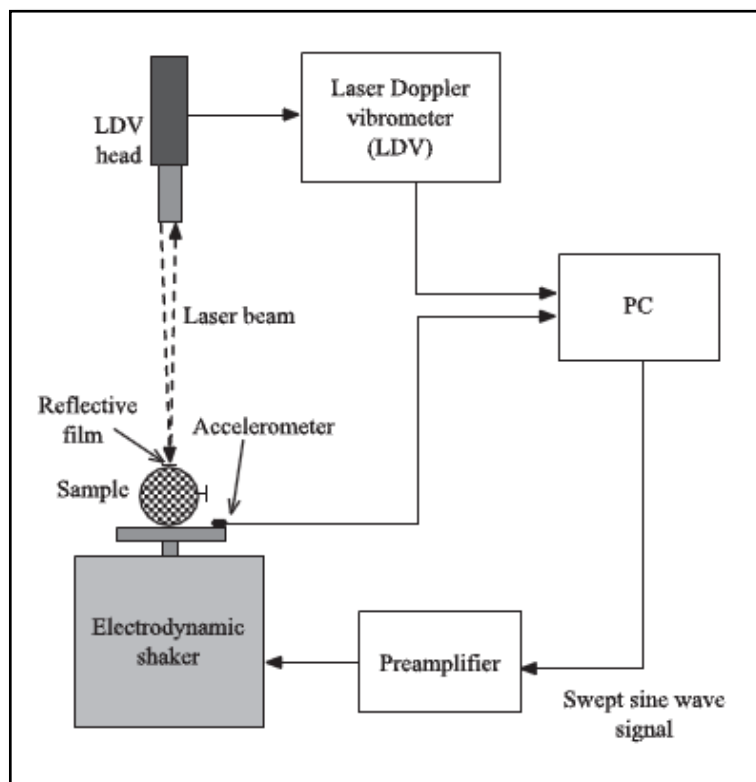 LDV
head
Laser Doppler
vibrometer
(LDV)
Laser beam
PC
Reflective
film
Accelerometer
Sample
Electrodynamic
shaker
Preamplifier
Swept sine wave
signal